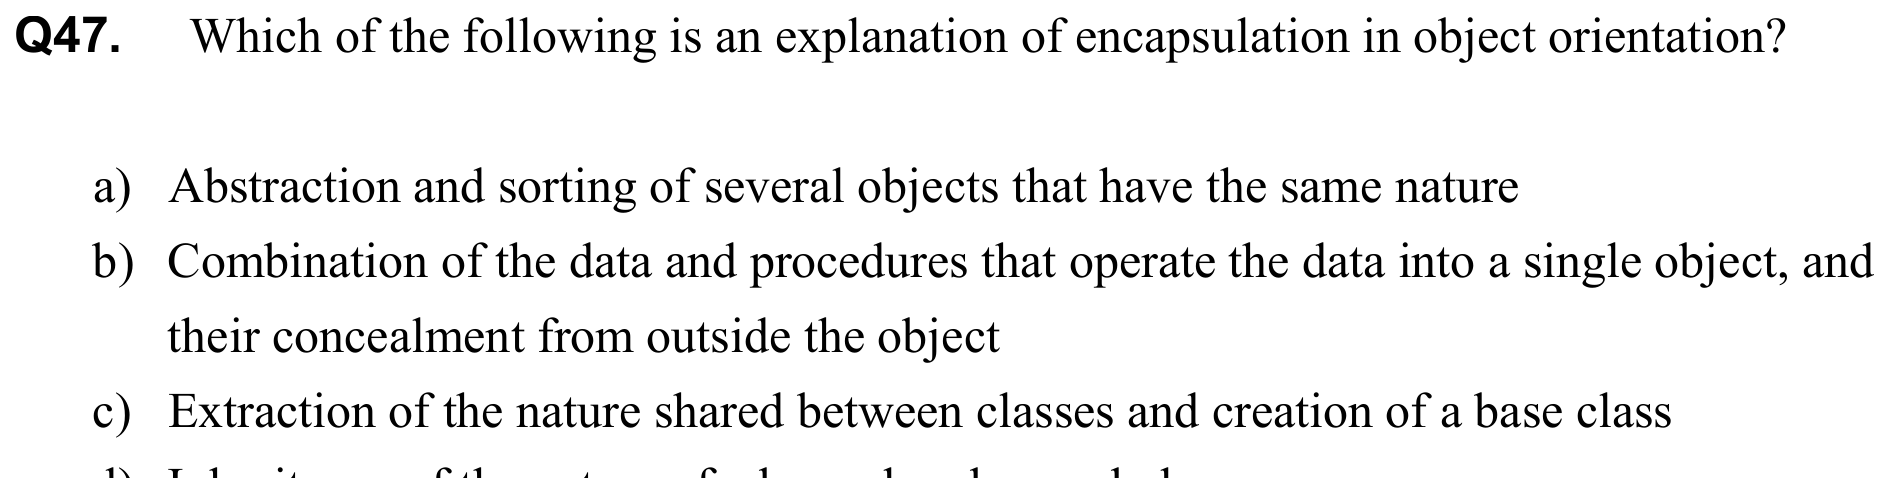 Q47. Which of the following is an explanation of encapsulation in object orientation?
a) Abstraction and sorting of several objects that have the same nature
b) Combination of the data and procedures that operate the data into a single object, and
their concealment from outside the object
c) Extraction of the nature shared between classes and creation of a base class